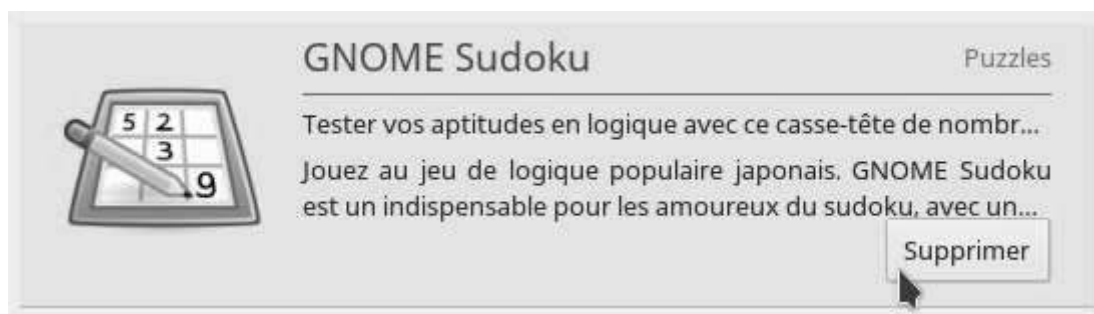 GNOME Sudoku
Puzzles
5 2
3
9
Tester vos aptitudes en logique avec ce casse-tête de nombr...
Jouez au jeu de logique populaire japonais. GNOME Sudoku
est un indispensable pour les amoureux du sudoku, avec un...
Supprimer